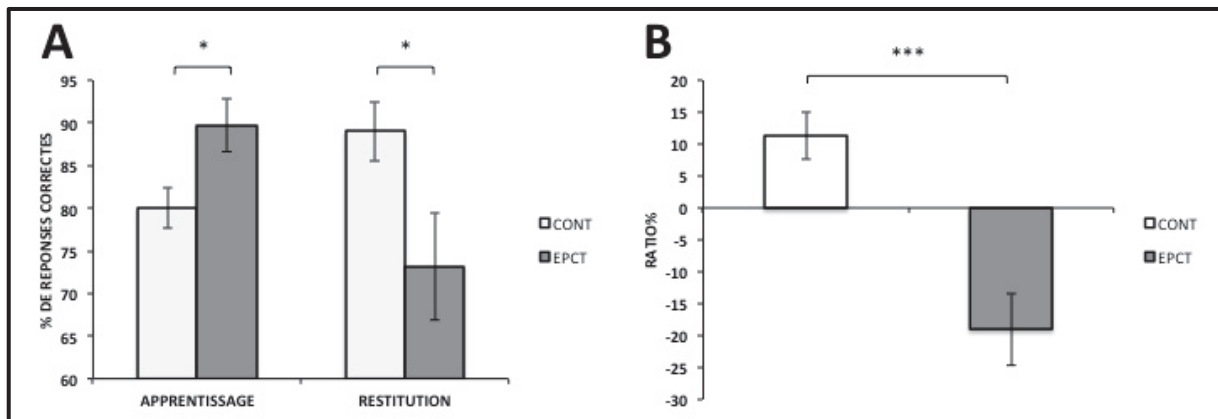 A
*
*
95
90
85
80
75
70
65
60
% DE REPONSES CORRECTES
APPRENTISSAGE
RESTITUTION
CONT
EPCT
B
***
20
15
10
5
0
-5
-10
-15
-20
-25
-30
RATIO%
CONT
EPCT